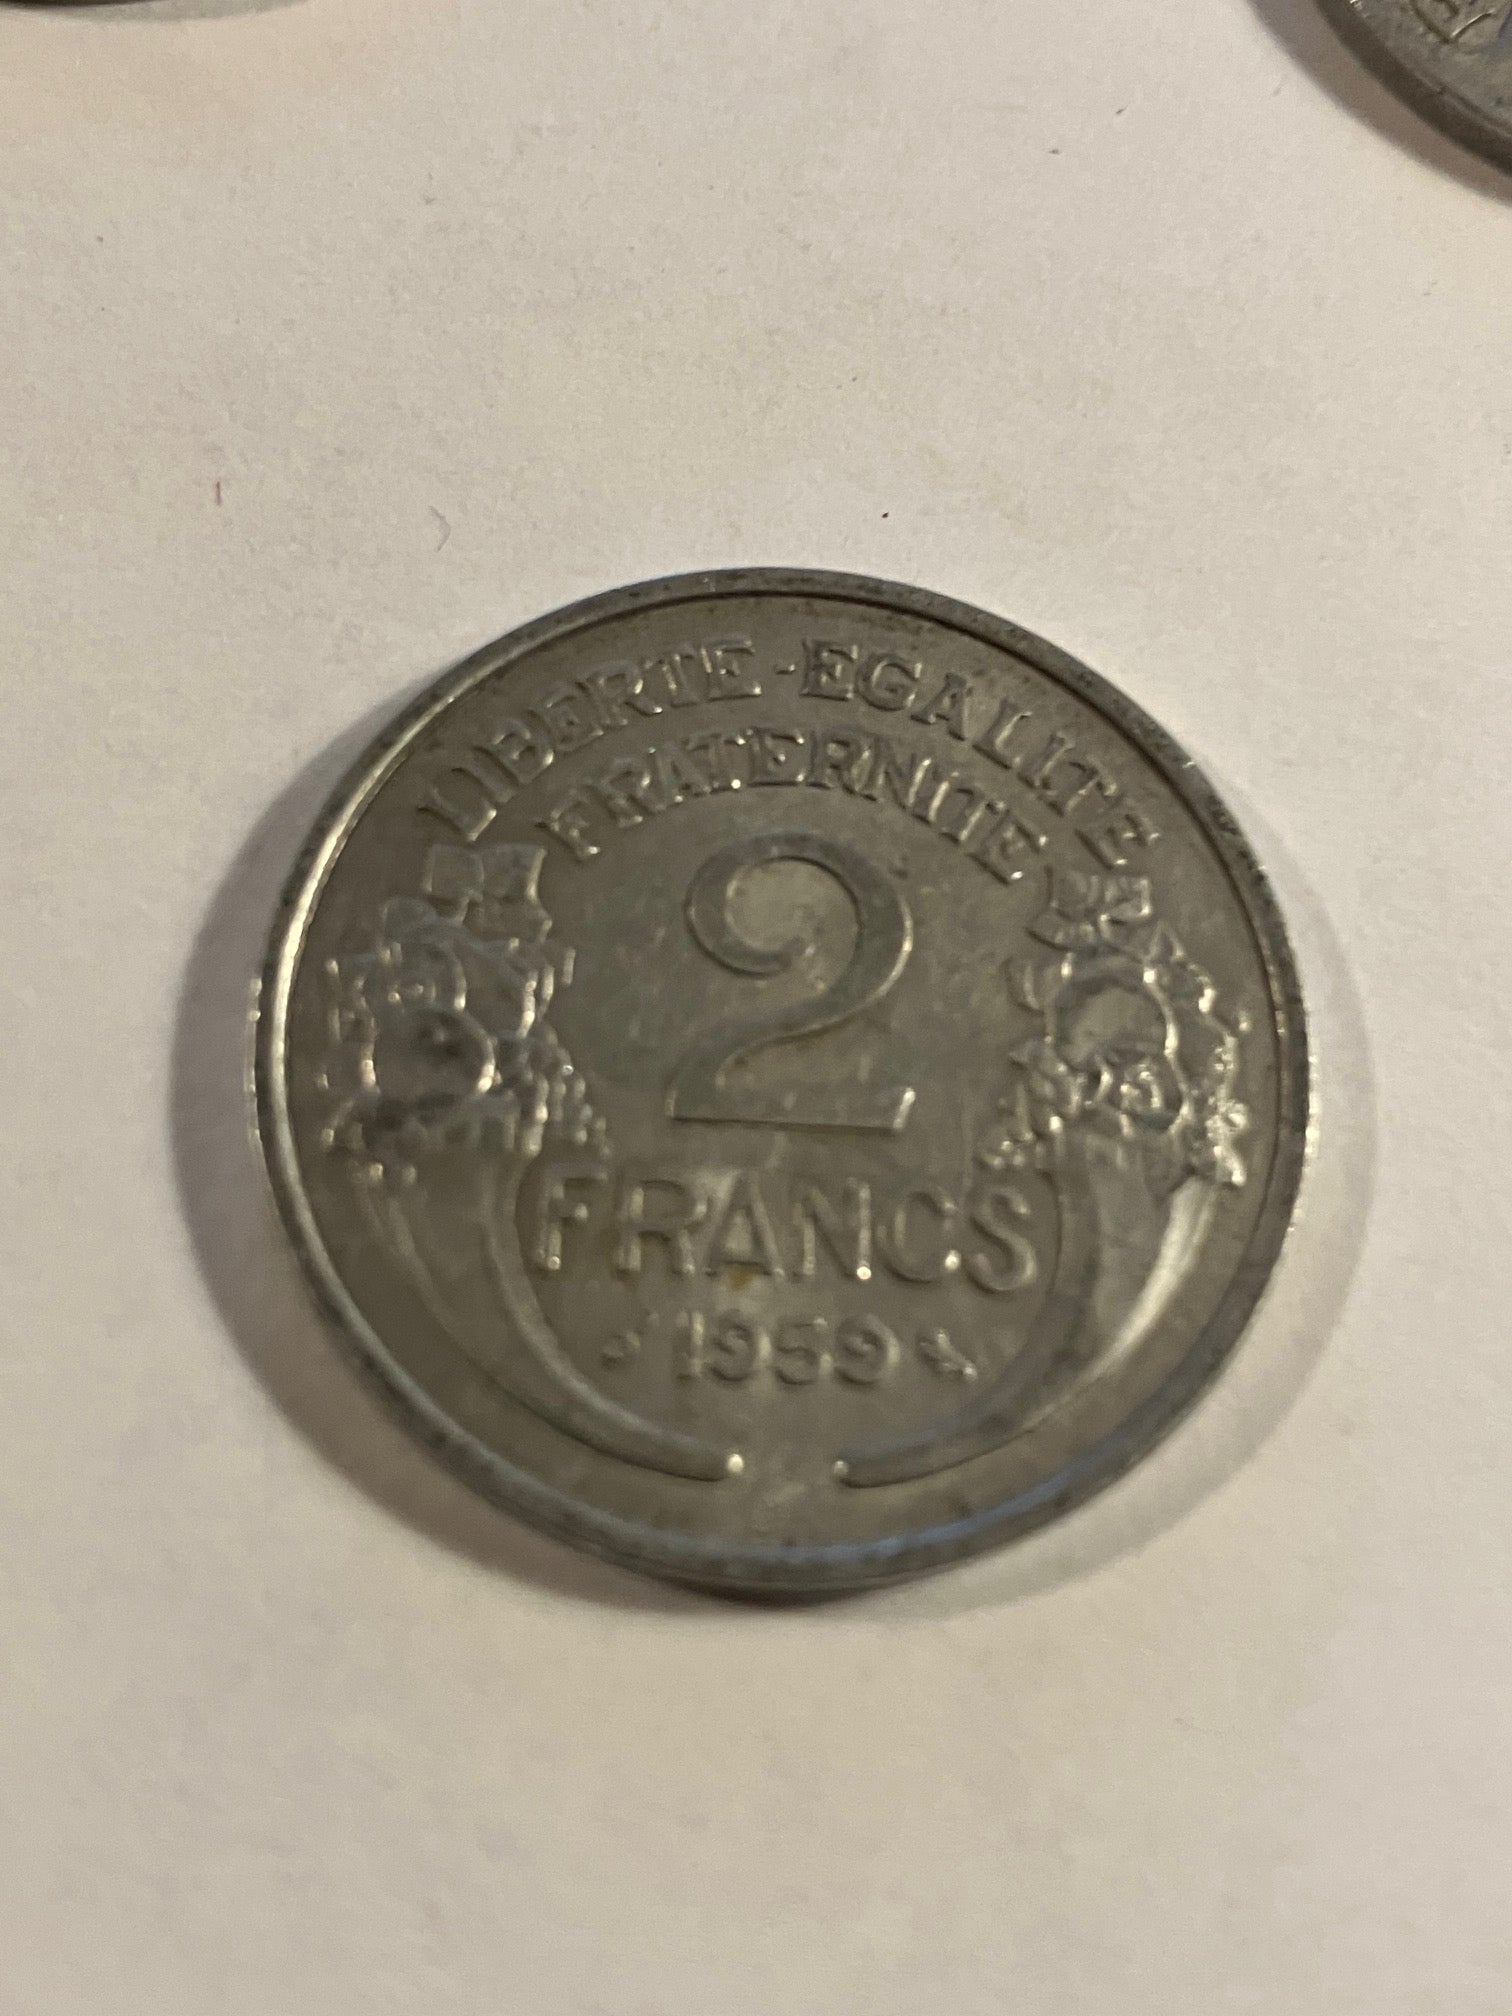 LIBERTE - EGALITE
FRATERNITE
2
FRANCS
1959